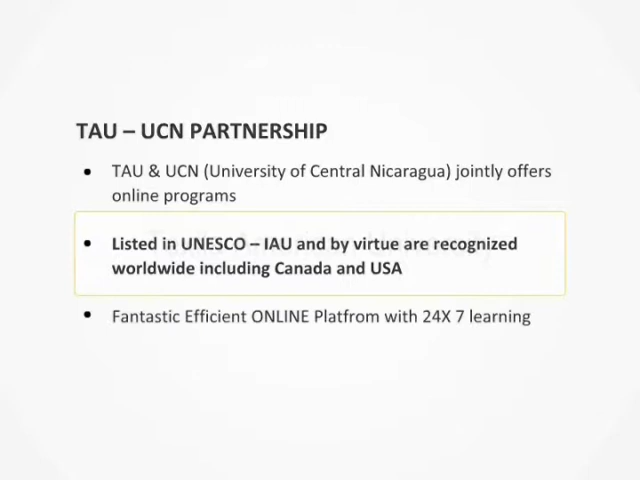 TAU – UCN PARTNERSHIP
• TAU & UCN (University of Central Nicaragua) jointly offers
online programs
• Listed in UNESCO – IAU and by virtue are recognized
worldwide including Canada and USA
• Fantastic Efficient ONLINE Platfrom with 24X 7 learning